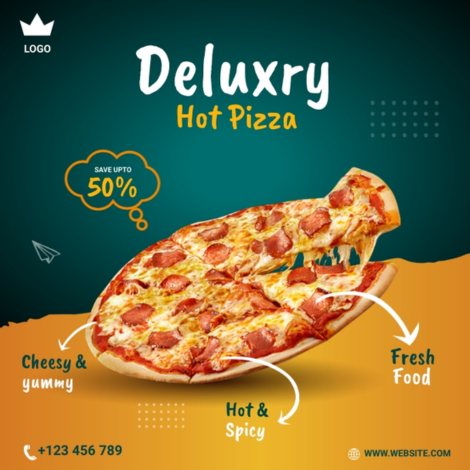 LOGO
Deluxry
Hot Pizza
SAVE UPTO
50%
Cheesy &
yummy
Fresh
Food
Hot &
Spicy
+123 456 789
WWW.WEBSITE.COM